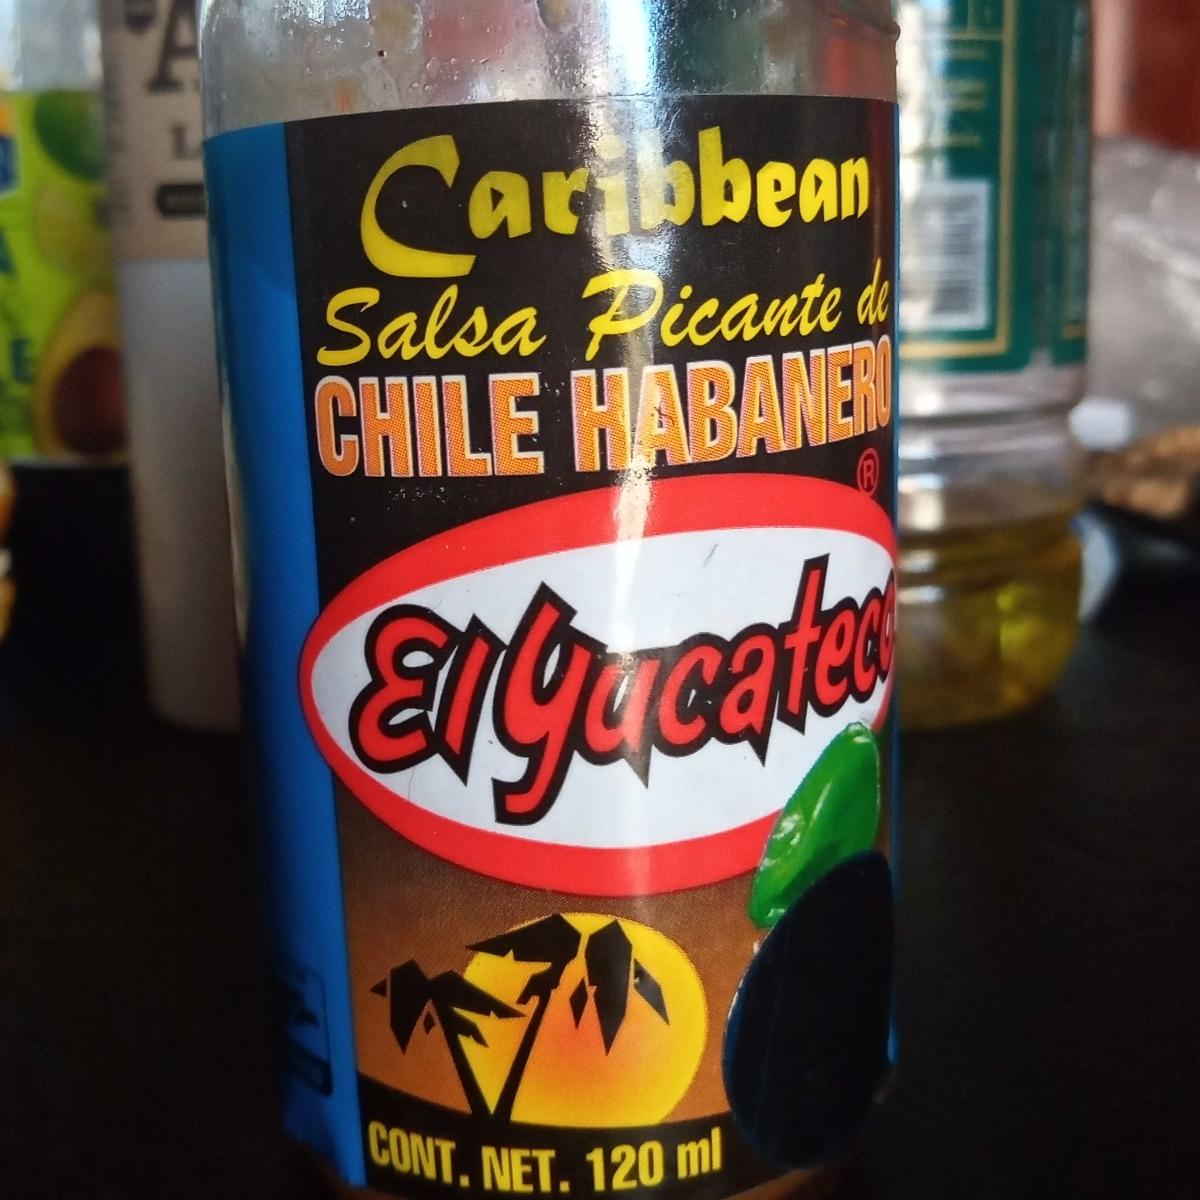 Caribbean
Salsa Picante de
CHILE HABANERO
®
El Yucateco
CONT. NET. 120 ml